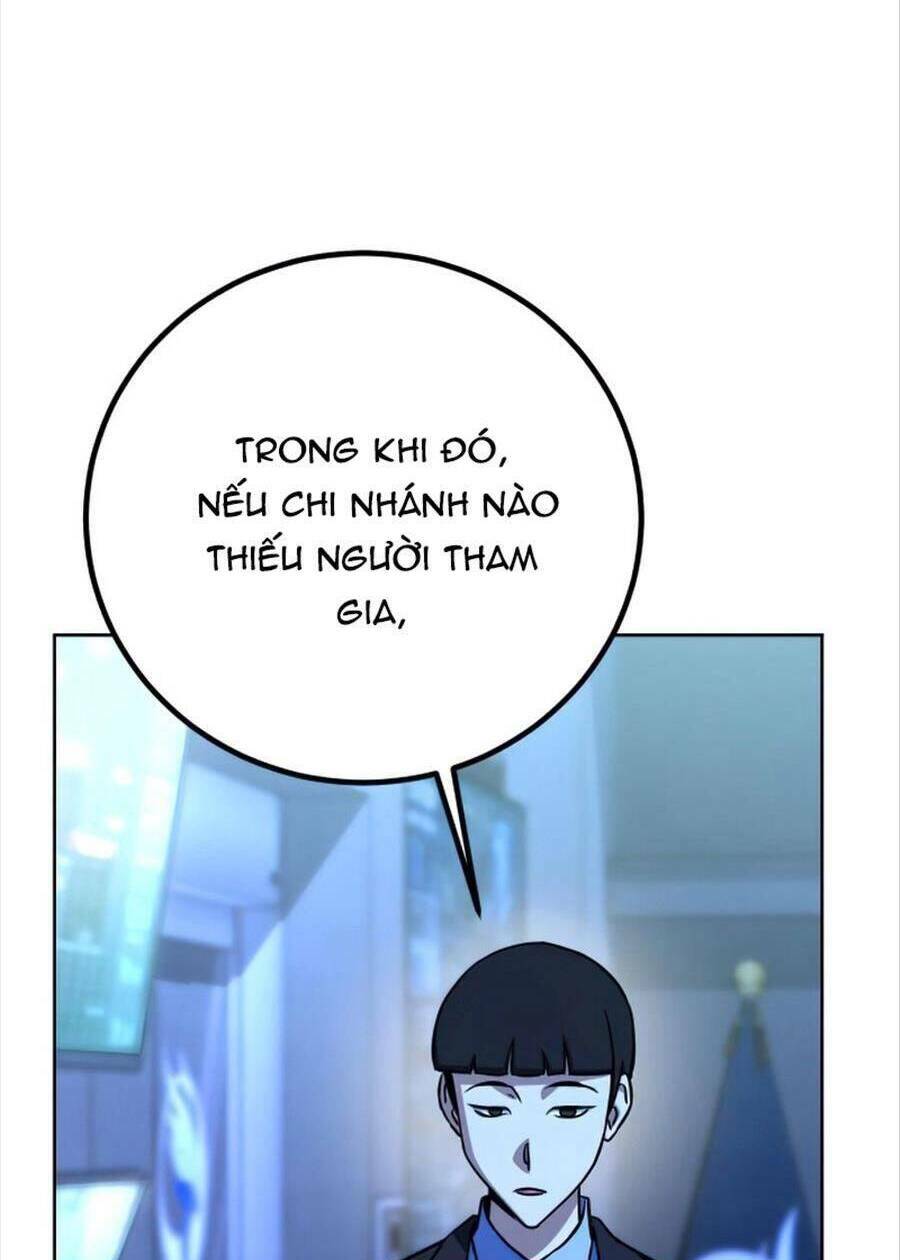 TRONG KHI ĐÓ,
NẾU CHI NHÁNH NÀO
THIẾU NGƯỜI THAM
GIA,